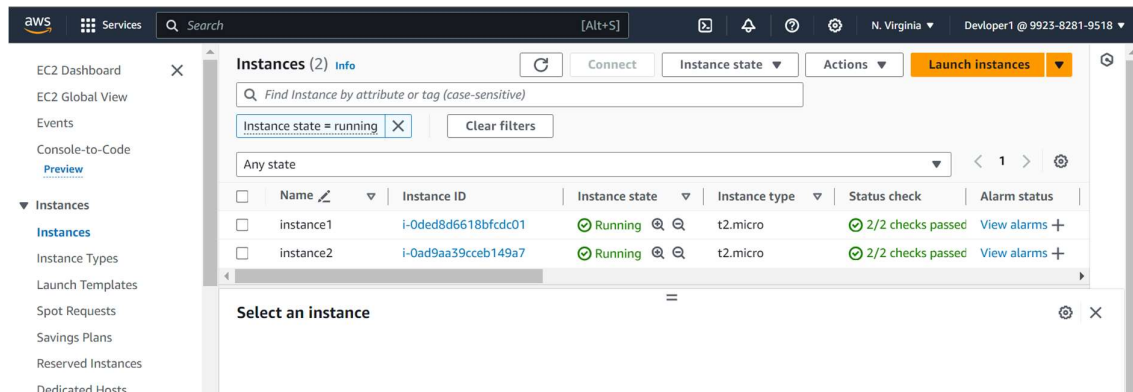 aws Services Search [Alt+S] N. Virginia ▼ Devloper1 @ 9923-8281-9518 ▼
EC2 Dashboard
EC2 Global View
Events
Console-to-Code
Preview
▼ Instances
Instances
Instance Types
Launch Templates
Spot Requests
Savings Plans
Reserved Instances
Dedicated Hosts
Instances (2) Info Connect Instance state ▼ Actions ▼ Launch instances ▼
Find Instance by attribute or tag (case-sensitive)
Instance state = running Clear filters
Any state 1
Name Instance ID Instance state Instance type Status check Alarm status
instance1 i-0ded8d6618bfcdc01 Running t2.micro 2/2 checks passed View alarms +
instance2 i-0ad9aa39cceb149a7 Running t2.micro 2/2 checks passed View alarms +
Select an instance